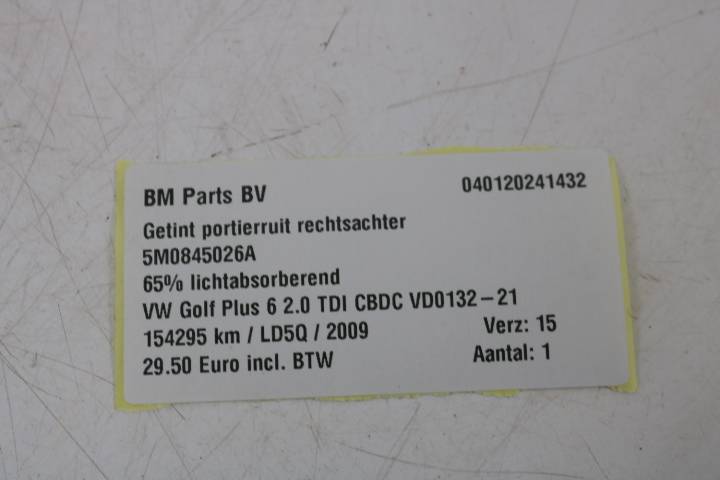 BM Parts BV 040120241432
Getint portierruit rechtsachter
5M0845026A
65% lichtabsorberend
VW Golf Plus 6 2.0 TDI CBDC VD0132-21
154295 km / LD5Q / 2009 Verz: 15
29.50 Euro incl. BTW Aantal: 1